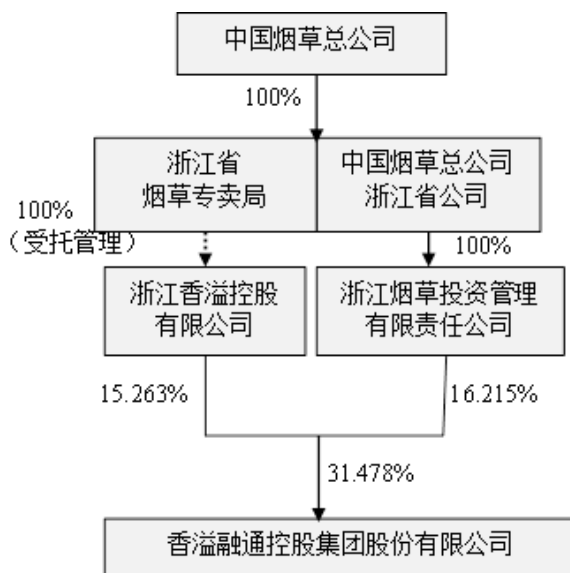 中国烟草总公司
100%
浙江省
烟草专卖局
中国烟草总公司
浙江省公司
100%
（受托管理）
100%
浙江香溢控股
有限公司
浙江烟草投资管理
有限责任公司
15.263%
16.215%
31.478%
香溢融通控股集团股份有限公司